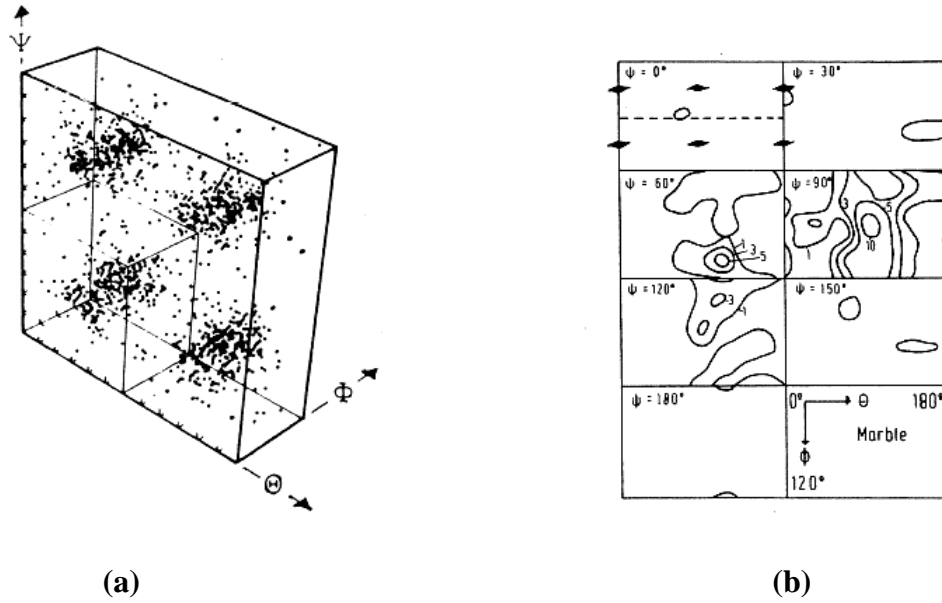 Ψ
Φ
Θ
(a)
ψ = 0°
ψ = 30°
ψ = 60°
ψ = 90°
1
3
5
1
3
5
10
ψ = 120°
ψ = 150°
3
1
ψ = 180°
0° Θ 180°
Φ Marble
120°
(b)